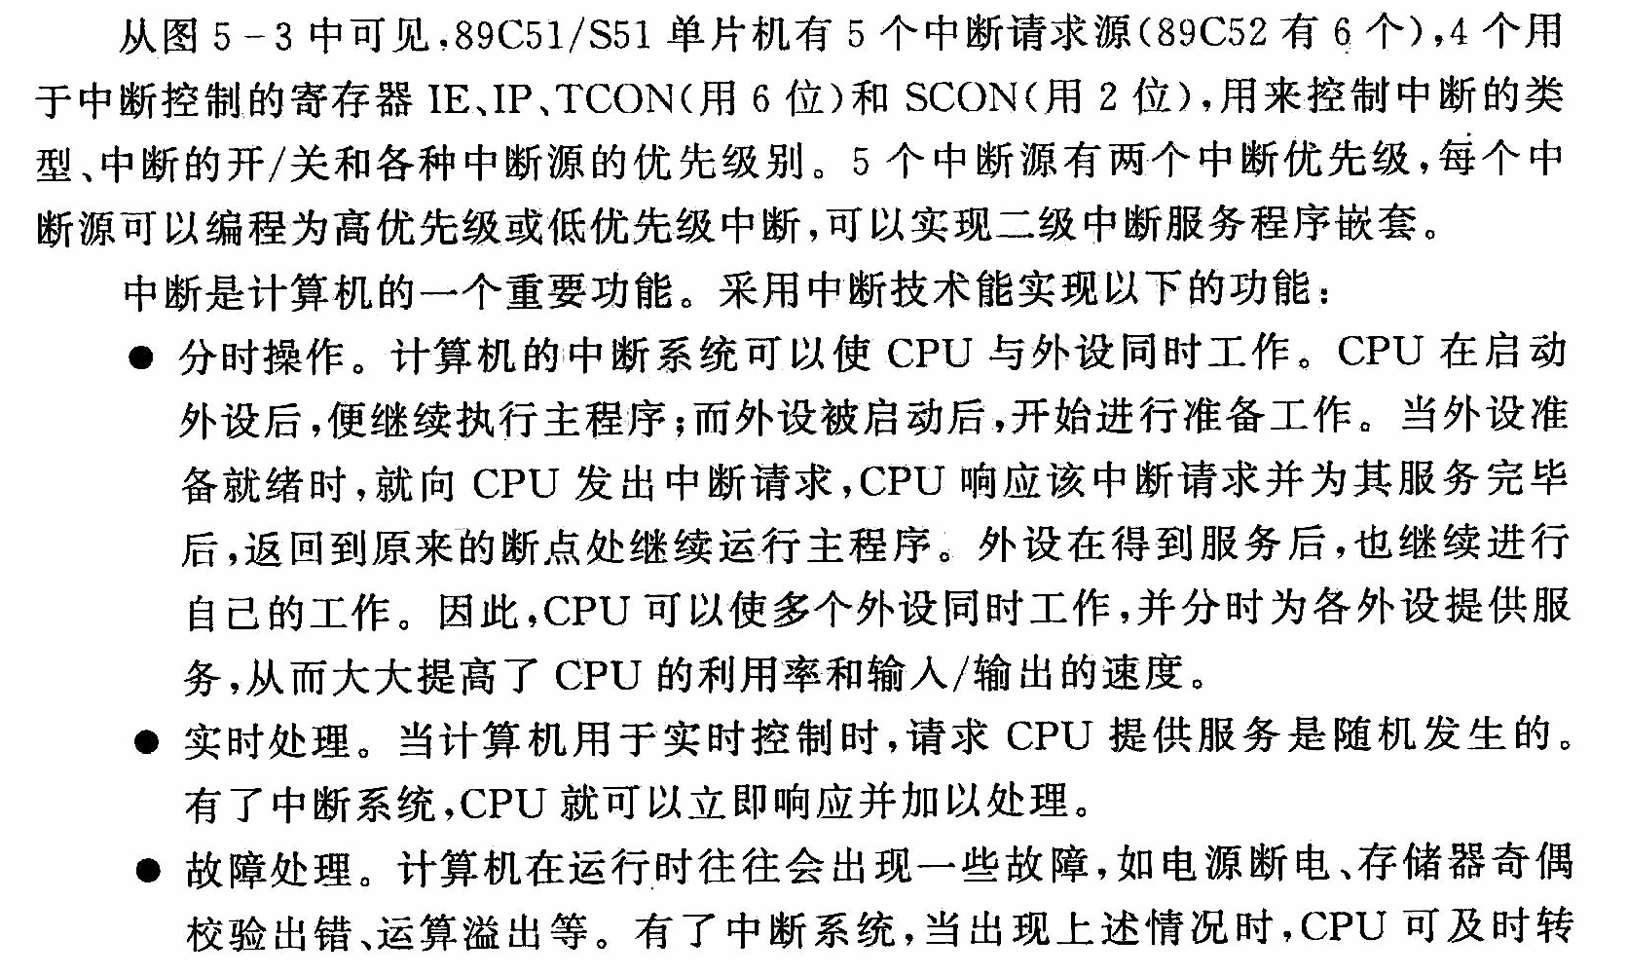 从图 5-3 中可见,89C51/S51 单片机有 5 个中断请求源(89C52 有 6 个),4 个用
于中断控制的寄存器 IE、IP、TCON(用 6 位)和 SCON(用 2 位),用来控制中断的类
型、中断的开/关和各种中断源的优先级别。5 个中断源有两个中断优先级,每个中
断源可以编程为高优先级或低优先级中断,可以实现二级中断服务程序嵌套。
中断是计算机的一个重要功能。采用中断技术能实现以下的功能:
● 分时操作。计算机的中断系统可以使 CPU 与外设同时工作。CPU 在启动
外设后,便继续执行主程序;而外设被启动后,开始进行准备工作。当外设准
备就绪时,就向 CPU 发出中断请求,CPU 响应该中断请求并为其服务完毕
后,返回到原来的断点处继续运行主程序。外设在得到服务后,也继续进行
自己的工作。因此,CPU 可以使多个外设同时工作,并分时为各外设提供服
务,从而大大提高了 CPU 的利用率和输入/输出的速度。
● 实时处理。当计算机用于实时控制时,请求 CPU 提供服务是随机发生的。
有了中断系统,CPU 就可以立即响应并加以处理。
● 故障处理。计算机在运行时往往会出现一些故障,如电源断电、存储器奇偶
校验出错、运算溢出等。有了中断系统,当出现上述情况时,CPU 可及时转